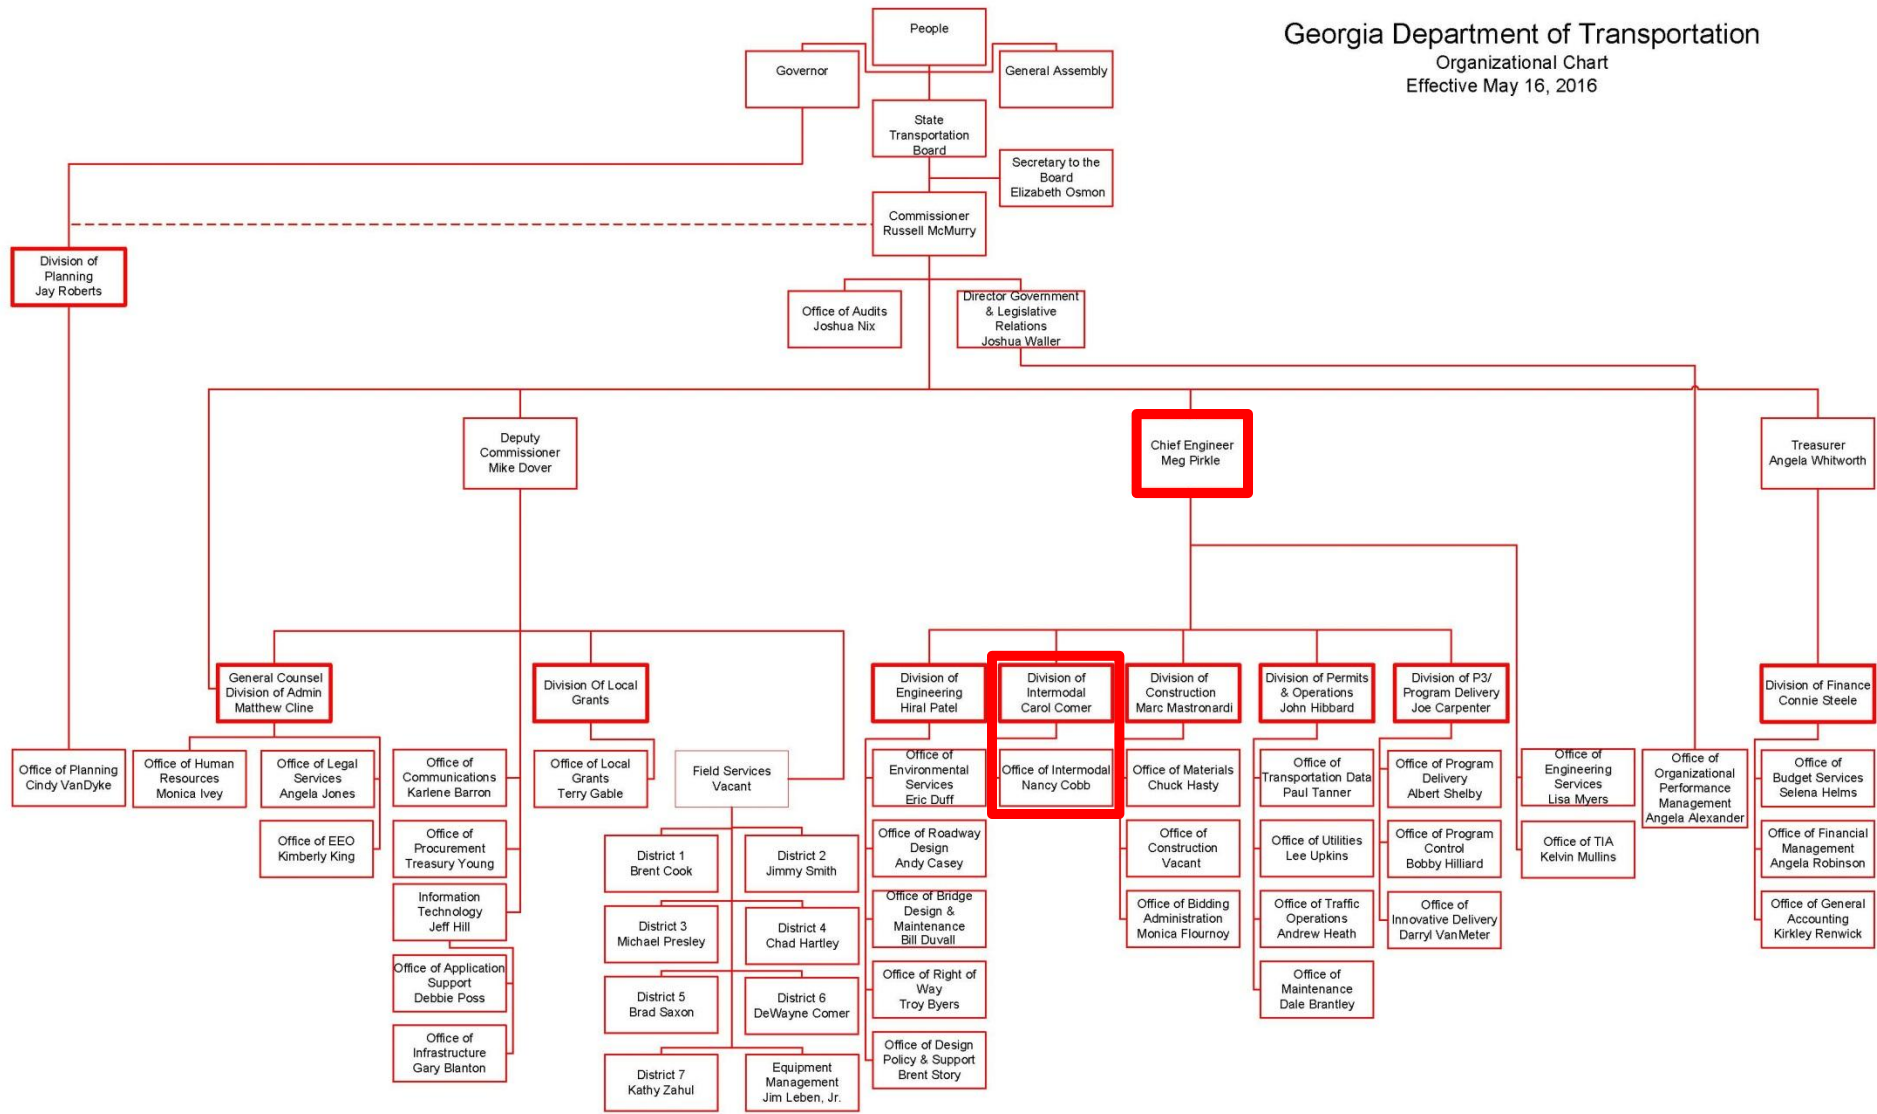 Georgia Department of Transportation
Organizational Chart
Effective May 16, 2016
People
Governor
General Assembly
State
Transportation
Board
Secretary to the
Board
Elizabeth Osmon
Commissioner
Russell McMurry
Division of
Planning
Jay Roberts
Office of Audits
Joshua Nix
Director Government
& Legislative
Relations
Joshua Waller
Deputy
Commissioner
Mike Dover
Chief Engineer
Meg Pirkle
Treasurer
Angela Whitworth
General Counsel
Division of Admin
Matthew Cline
Division Of Local
Grants
Division of
Engineering
Hiral Patel
Division of
Intermodal
Carol Comer
Division of
Construction
Marc Mastronardi
Division of Permits
& Operations
John Hibbard
Division of P3/
Program Delivery
Joe Carpenter
Division of Finance
Connie Steele
Office of Planning
Cindy VanDyke
Office of Human
Resources
Monica Ivey
Office of Legal
Services
Angela Jones
Office of EEO
Kimberly King
Office of
Communications
Karlene Barron
Office of
Procurement
Treasury Young
Information
Technology
Jeff Hill
Office of Application
Support
Debbie Poss
Office of
Infrastructure
Gary Blanton
Office of Local
Grants
Terry Gable
Field Services
Vacant
District 1
Brent Cook
District 2
Jimmy Smith
District 3
Michael Presley
District 4
Chad Hartley
District 5
Brad Saxon
District 6
DeWayne Comer
District 7
Kathy Zahul
Equipment
Management
Jim Leben, Jr.
Office of
Environmental
Services
Eric Duff
Office of Roadway
Design
Andy Casey
Office of Bridge
Design &
Maintenance
Bill Duvall
Office of Right of
Way
Troy Byers
Office of Design
Policy & Support
Brent Story
Office of Intermodal
Nancy Cobb
Office of Materials
Chuck Hasty
Office of
Construction
Vacant
Office of Bidding
Administration
Monica Flournoy
Office of
Transportation Data
Paul Tanner
Office of Utilities
Lee Upkins
Office of Traffic
Operations
Andrew Heath
Office of
Maintenance
Dale Brantley
Office of Program
Delivery
Albert Shelby
Office of Program
Control
Bobby Hilliard
Office of
Innovative Delivery
Darryl VanMeter
Office of
Engineering
Services
Lisa Myers
Office of TIA
Kelvin Mullins
Office of
Organizational
Performance
Management
Angela Alexander
Office of
Budget Services
Selena Helms
Office of Financial
Management
Angela Robinson
Office of General
Accounting
Kirkley Renwick